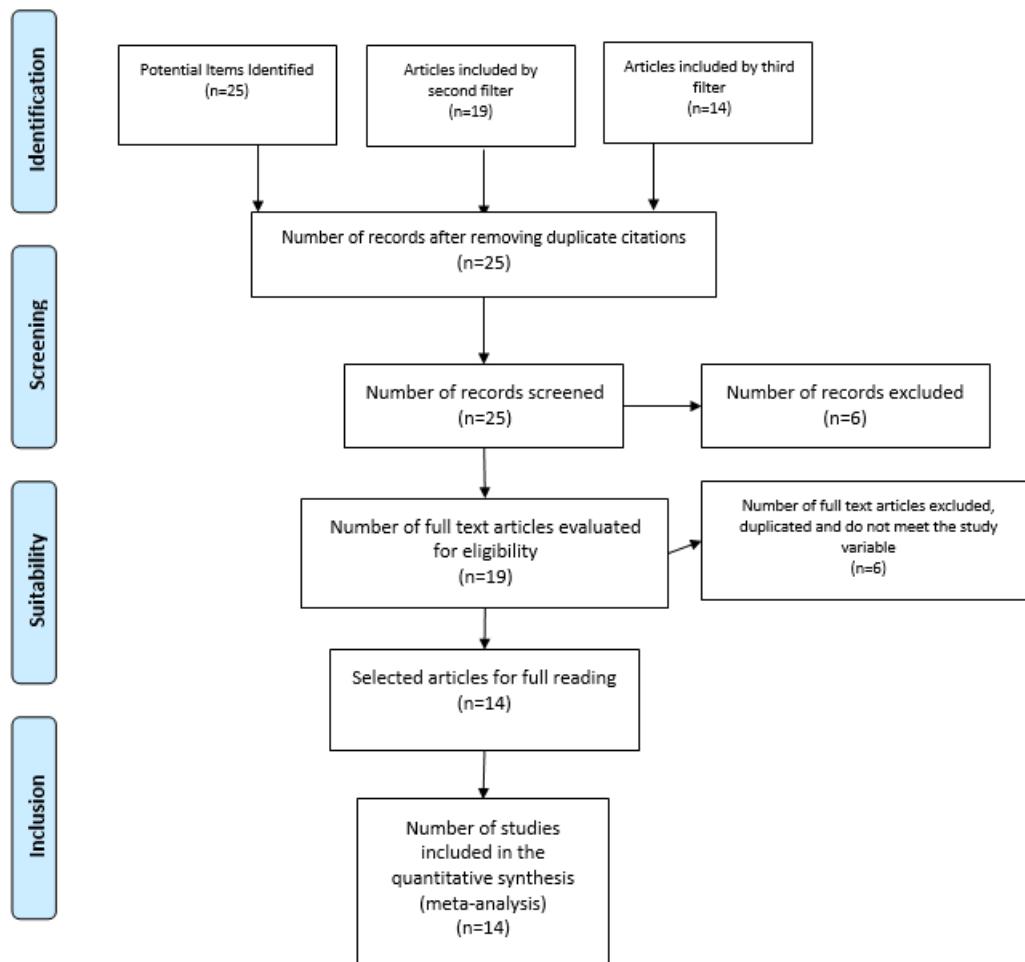 Identification
Potential Items Identified
(n=25)
Articles included by
second filter
(n=19)
Articles included by third
filter
(n=14)
Number of records after removing duplicate citations
(n=25)
Screening
Number of records screened
(n=25)
Number of records excluded
(n=6)
Suitability
Number of full text articles evaluated
for eligibility
(n=19)
Number of full text articles excluded,
duplicated and do not meet the study
variable
(n=6)
Selected articles for full reading
(n=14)
Inclusion
Number of studies
included in the
quantitative synthesis
(meta-analysis)
(n=14)